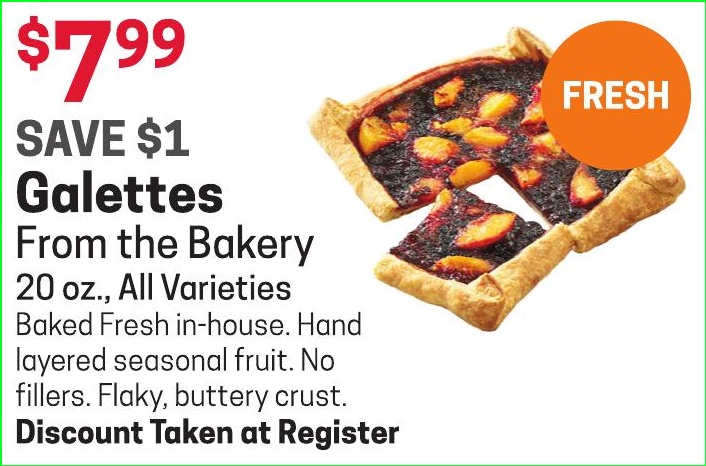 $7.99
SAVE $1
Galettes
From the Bakery
20 oz., All Varieties
Baked Fresh in-house. Hand
layered seasonal fruit. No
fillers. Flaky, buttery crust.
Discount Taken at Register
FRESH